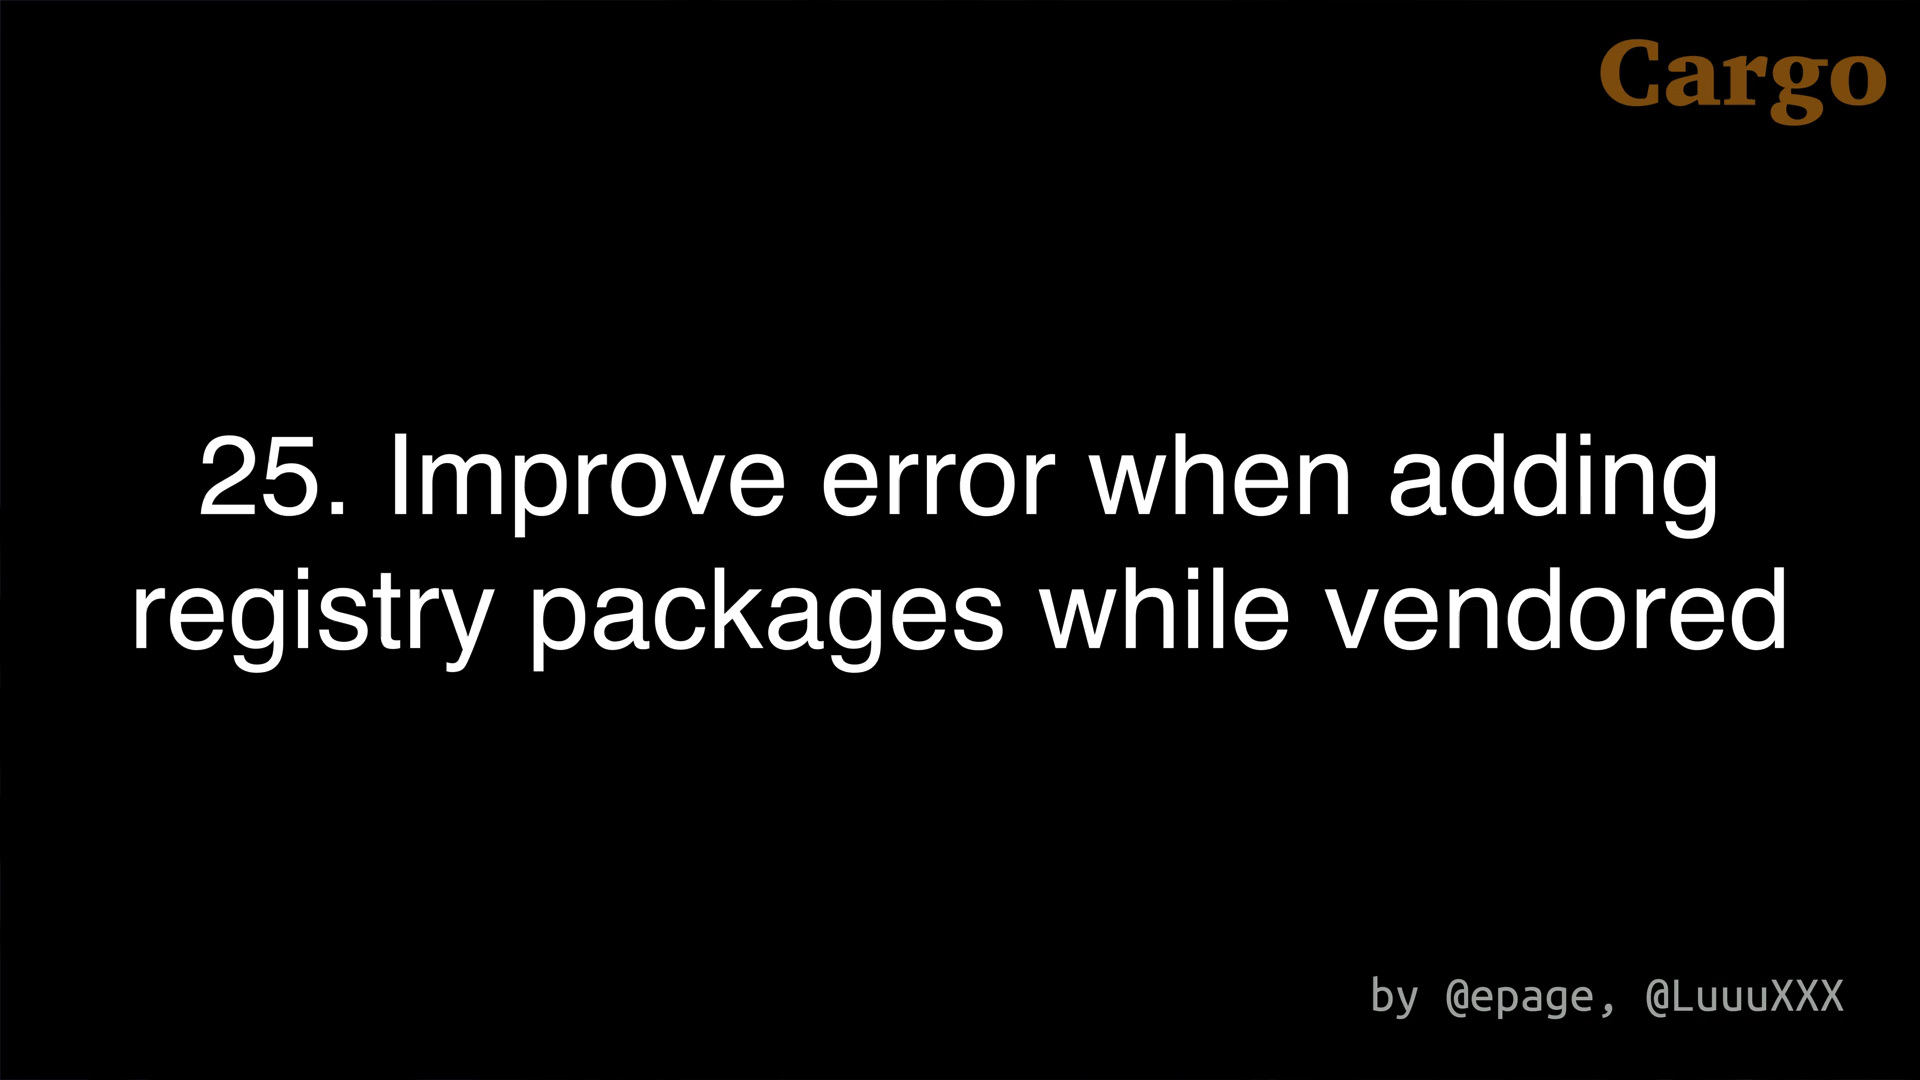 Cargo
25. Improve error when adding
registry packages while vendored
by @epage, @LuuuXXX